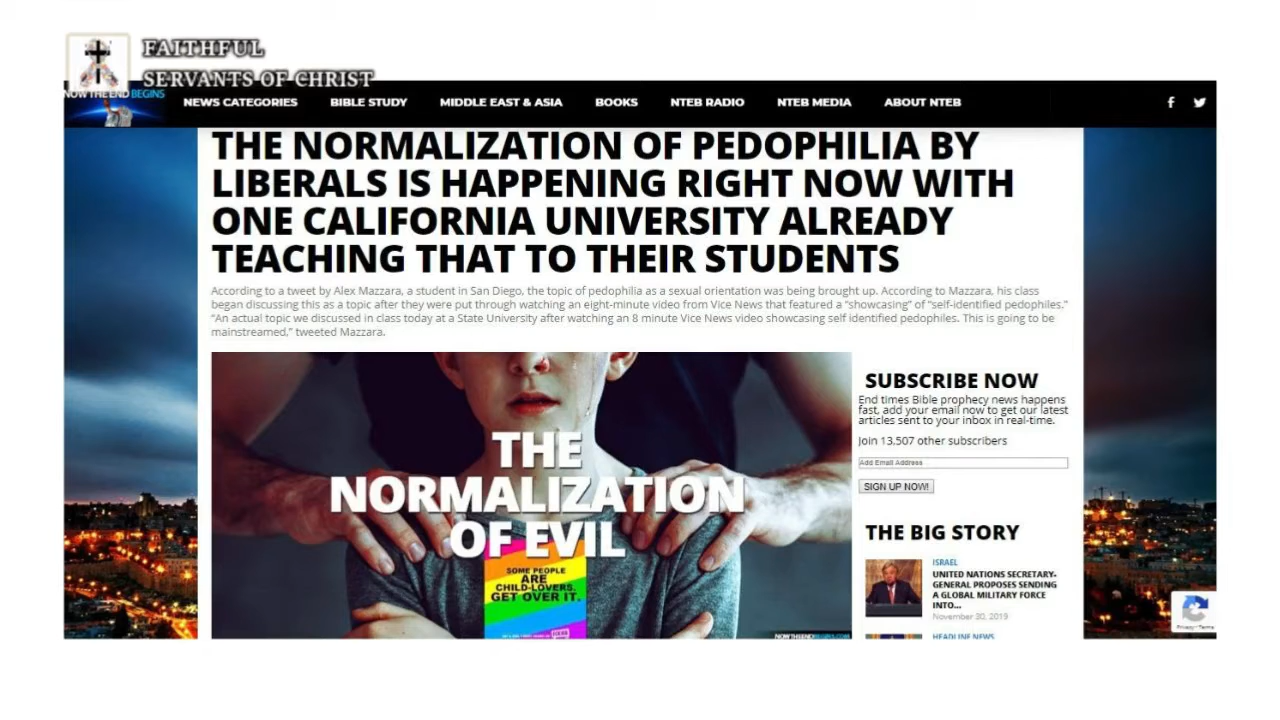 FAITHFUL
SERVANTS OF CHRIST
NOW THE END BEGINS
NEWS CATEGORIES BIBLE STUDY MIDDLE EAST & ASIA BOOKS NTEB RADIO NTEB MEDIA ABOUT NTEB
THE NORMALIZATION OF PEDOPHILIA BY
LIBERALS IS HAPPENING RIGHT NOW WITH
ONE CALIFORNIA UNIVERSITY ALREADY
TEACHING THAT TO THEIR STUDENTS
According to a tweet by Alex Mazzara, a student in San Diego, the topic of pedophilia as a sexual orientation was being brought up. According to Mazzara, his class
began discussing this as a topic after they were put through watching an eight-minute video from Vice News that featured a “showcasing” of “self-identified pedophiles.”
“An actual topic we discussed in class today at a State University after watching an 8 minute Vice News video showcasing self identified pedophiles. This is going to be
mainstreamed,” tweeted Mazzara.
THE
NORMALIZATION
OF EVIL
SOME PEOPLE
ARE
CHILD-LOVERS.
GET OVER IT.
NOWTHEENDBEGINS.COM
SUBSCRIBE NOW
End times Bible prophecy news happens
fast, add your email now to get our latest
articles sent to your inbox in real-time.
Join 13,507 other subscribers
Add Email Address
SIGN UP NOW!
THE BIG STORY
ISRAEL
UNITED NATIONS SECRETARY-
GENERAL PROPOSES SENDING
A GLOBAL MILITARY FORCE
INTO...
November 30, 2019
HEADLINE NEWS
Privacy - Terms